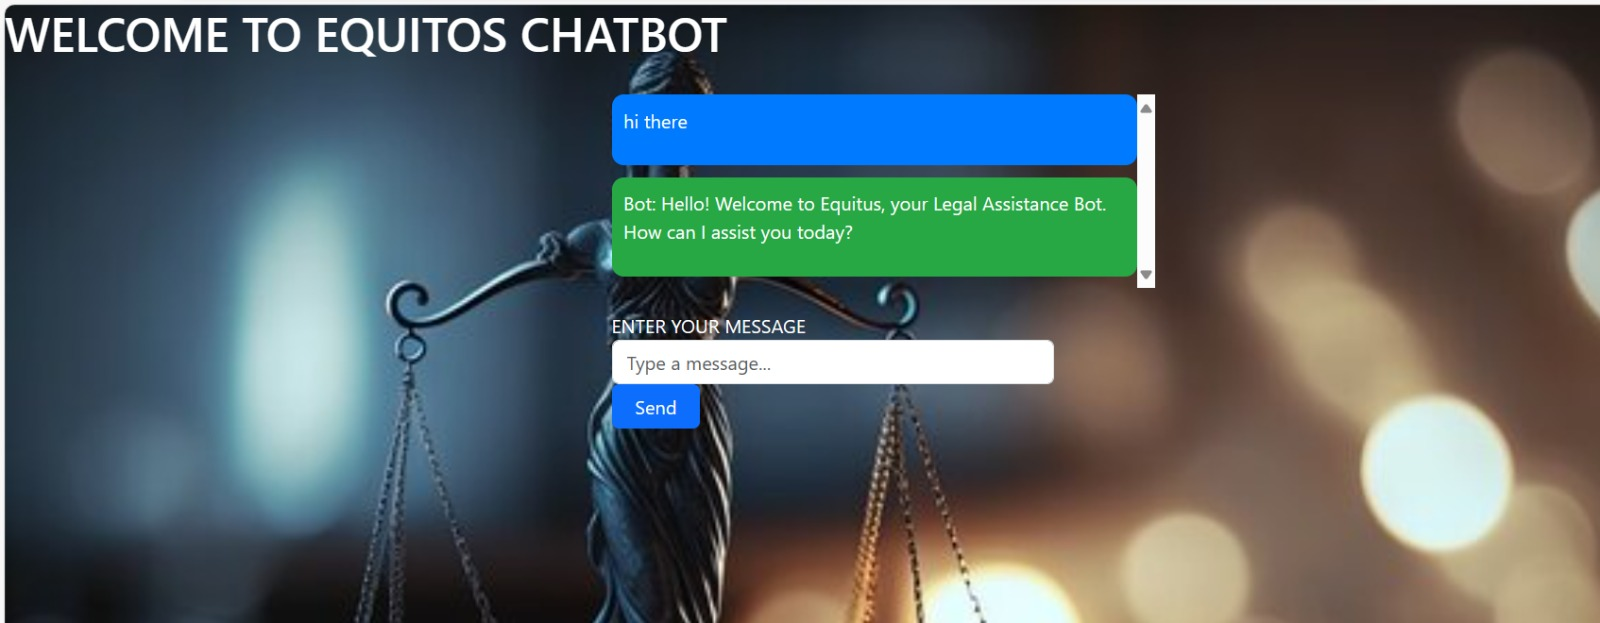 WELCOME TO EQUITOS CHATBOT
hi there
Bot: Hello! Welcome to Equitus, your Legal Assistance Bot.
How can I assist you today?
ENTER YOUR MESSAGE
Type a message...
Send